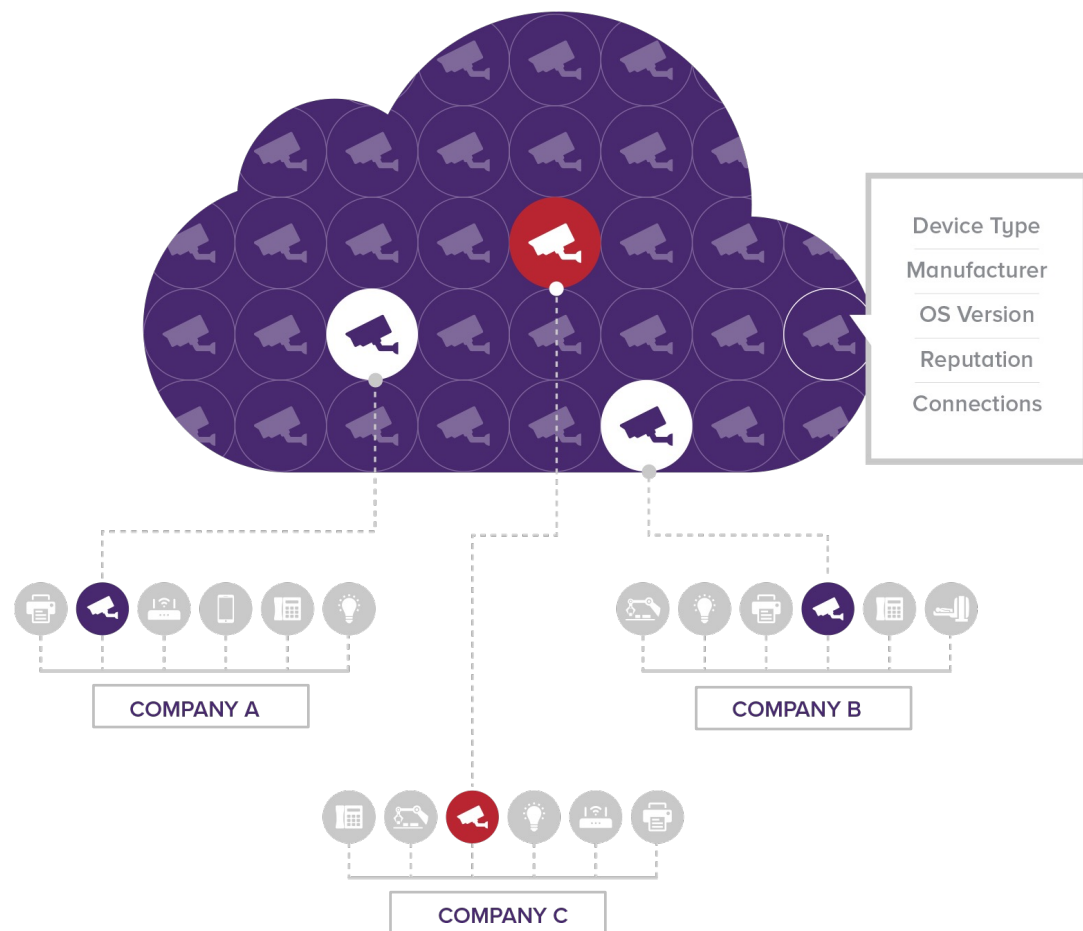 Device Type
Manufacturer
OS Version
Reputation
Connections
COMPANY A
COMPANY B
COMPANY C